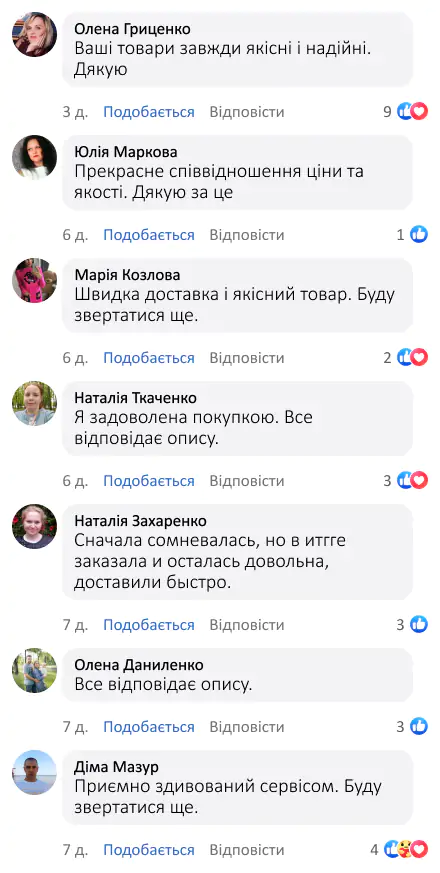 Олена Гриценко
Ваші товари завжди якісні і надійні.
Дякую
3 д. Подобається Відповісти 9
Юлія Маркова
Прекрасне співвідношення ціни та
якості. Дякую за це
6 д. Подобається Відповісти 1
Марія Козлова
Швидка доставка і якісний товар. Буду
звертатися ще.
6 д. Подобається Відповісти 2
Наталія Ткаченко
Я задоволена покупкою. Все
відповідає опису.
6 д. Подобається Відповісти 3
Наталія Захаренко
Сначала сомневалась, но в итгге
заказала и осталась довольна,
доставили быстро.
7 д. Подобається Відповісти 3
Олена Даниленко
Все відповідає опису.
7 д. Подобається Відповісти 3
Діма Мазур
Приємно здивований сервісом. Буду
звертатися ще.
7 д. Подобається Відповісти 4